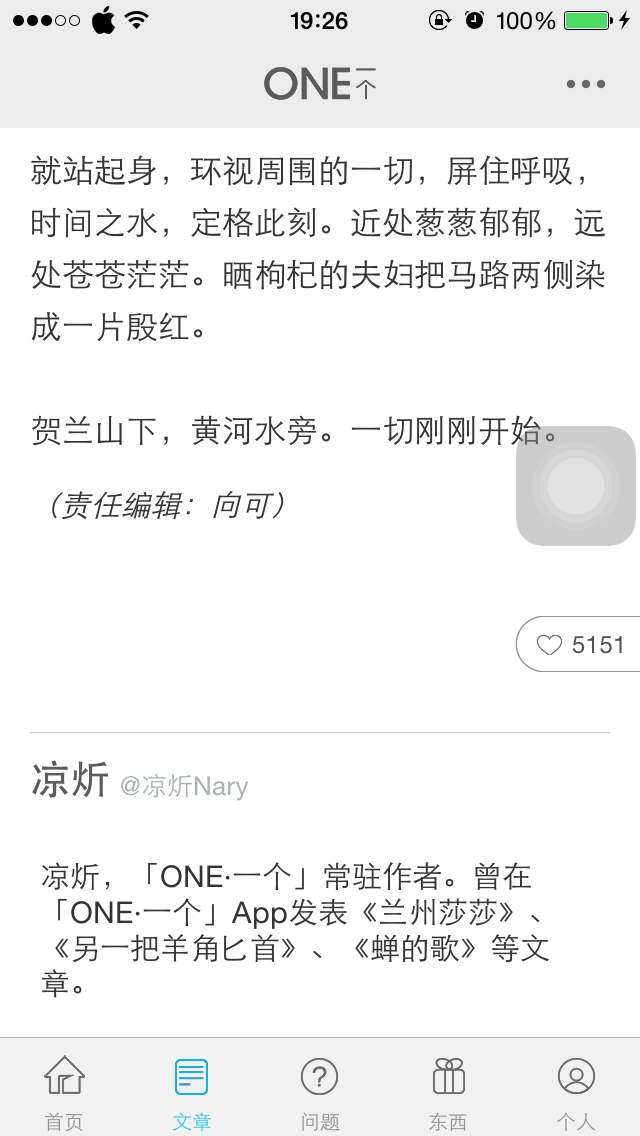 19:26
100%
ONE一个
就站起身，环视周围的一切，屏住呼吸，
时间之水，定格此刻。近处葱葱郁郁，远
处苍苍茫茫。晒枸杞的夫妇把马路两侧染
成一片殷红。
贺兰山下，黄河水旁。一切刚刚开始。
（责任编辑：向可）
5151
凉炘 @凉炘Nary
凉炘，「ONE·一个」常驻作者。曾在
「ONE·一个」App发表《兰州莎莎》、
《另一把羊角匕首》、《蝉的歌》等文
章。
首页 文章 问题 东西 个人